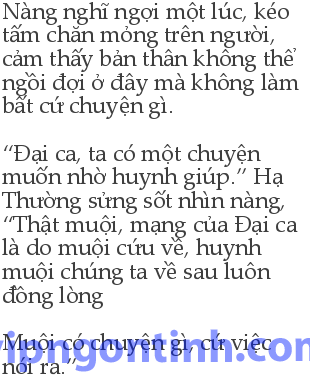 Nàng nghĩ ngợi một lúc, kéo
tấm chăn mỏng trên người,
cảm thấy bản thân không thể
ngồi đợi ở đây mà không làm
bất cứ chuyện gì.
“Đại ca, ta có một chuyện
muốn nhờ huynh giúp.” Hạ
Thường sửng sốt nhìn nàng,
“Thật muội, mạng của Đại ca
là do muội cứu về, huynh
muội chúng ta về sau luôn
đồng lòng
Muội có chuyện gì, cứ việc
nói ra.”
vipngontinh.com